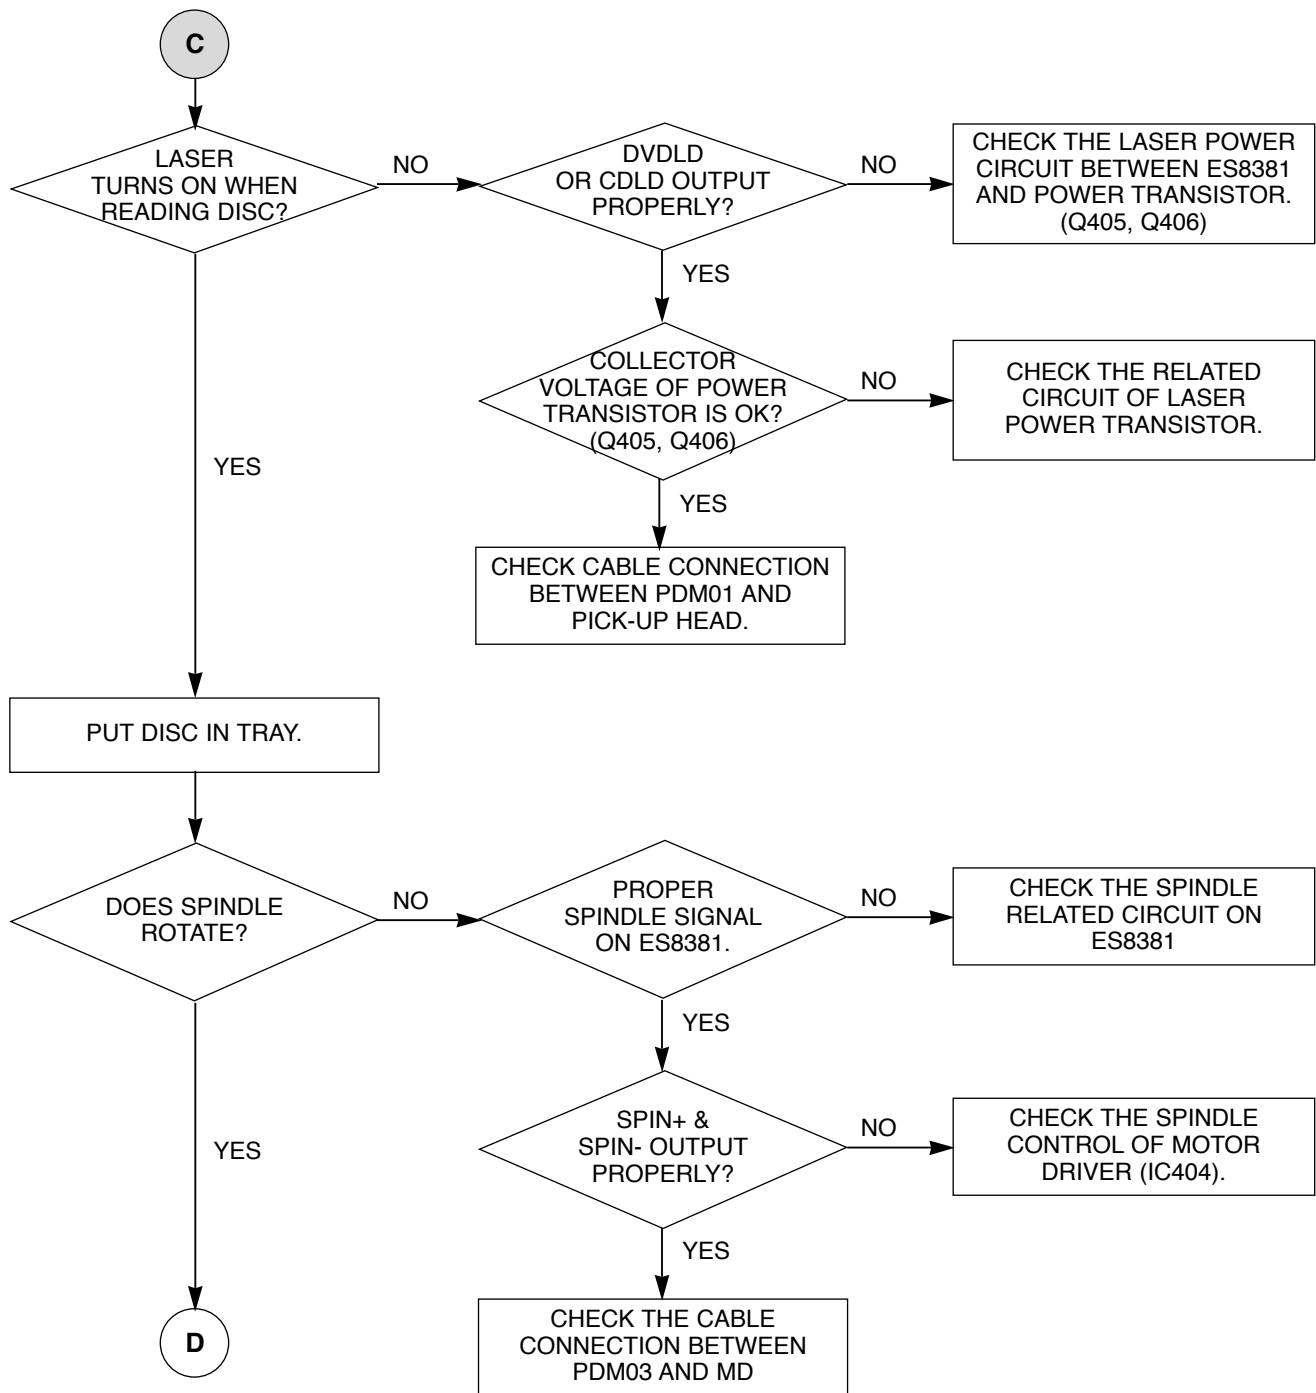 C
LASER
TURNS ON WHEN
READING DISC?
NO
DVDLD
OR CDLD OUTPUT
PROPERLY?
NO
CHECK THE LASER POWER
CIRCUIT BETWEEN ES8381
AND POWER TRANSISTOR.
(Q405, Q406)
YES
COLLECTOR
VOLTAGE OF POWER
TRANSISTOR IS OK?
(Q405, Q406)
NO
CHECK THE RELATED
CIRCUIT OF LASER
POWER TRANSISTOR.
YES
YES
CHECK CABLE CONNECTION
BETWEEN PDM01 AND
PICK-UP HEAD.
PUT DISC IN TRAY.
DOES SPINDLE
ROTATE?
NO
PROPER
SPINDLE SIGNAL
ON ES8381.
NO
CHECK THE SPINDLE
RELATED CIRCUIT ON
ES8381
YES
SPIN+ &
SPIN- OUTPUT
PROPERLY?
NO
CHECK THE SPINDLE
CONTROL OF MOTOR
DRIVER (IC404).
YES
YES
CHECK THE CABLE
CONNECTION BETWEEN
PDM03 AND MD
D